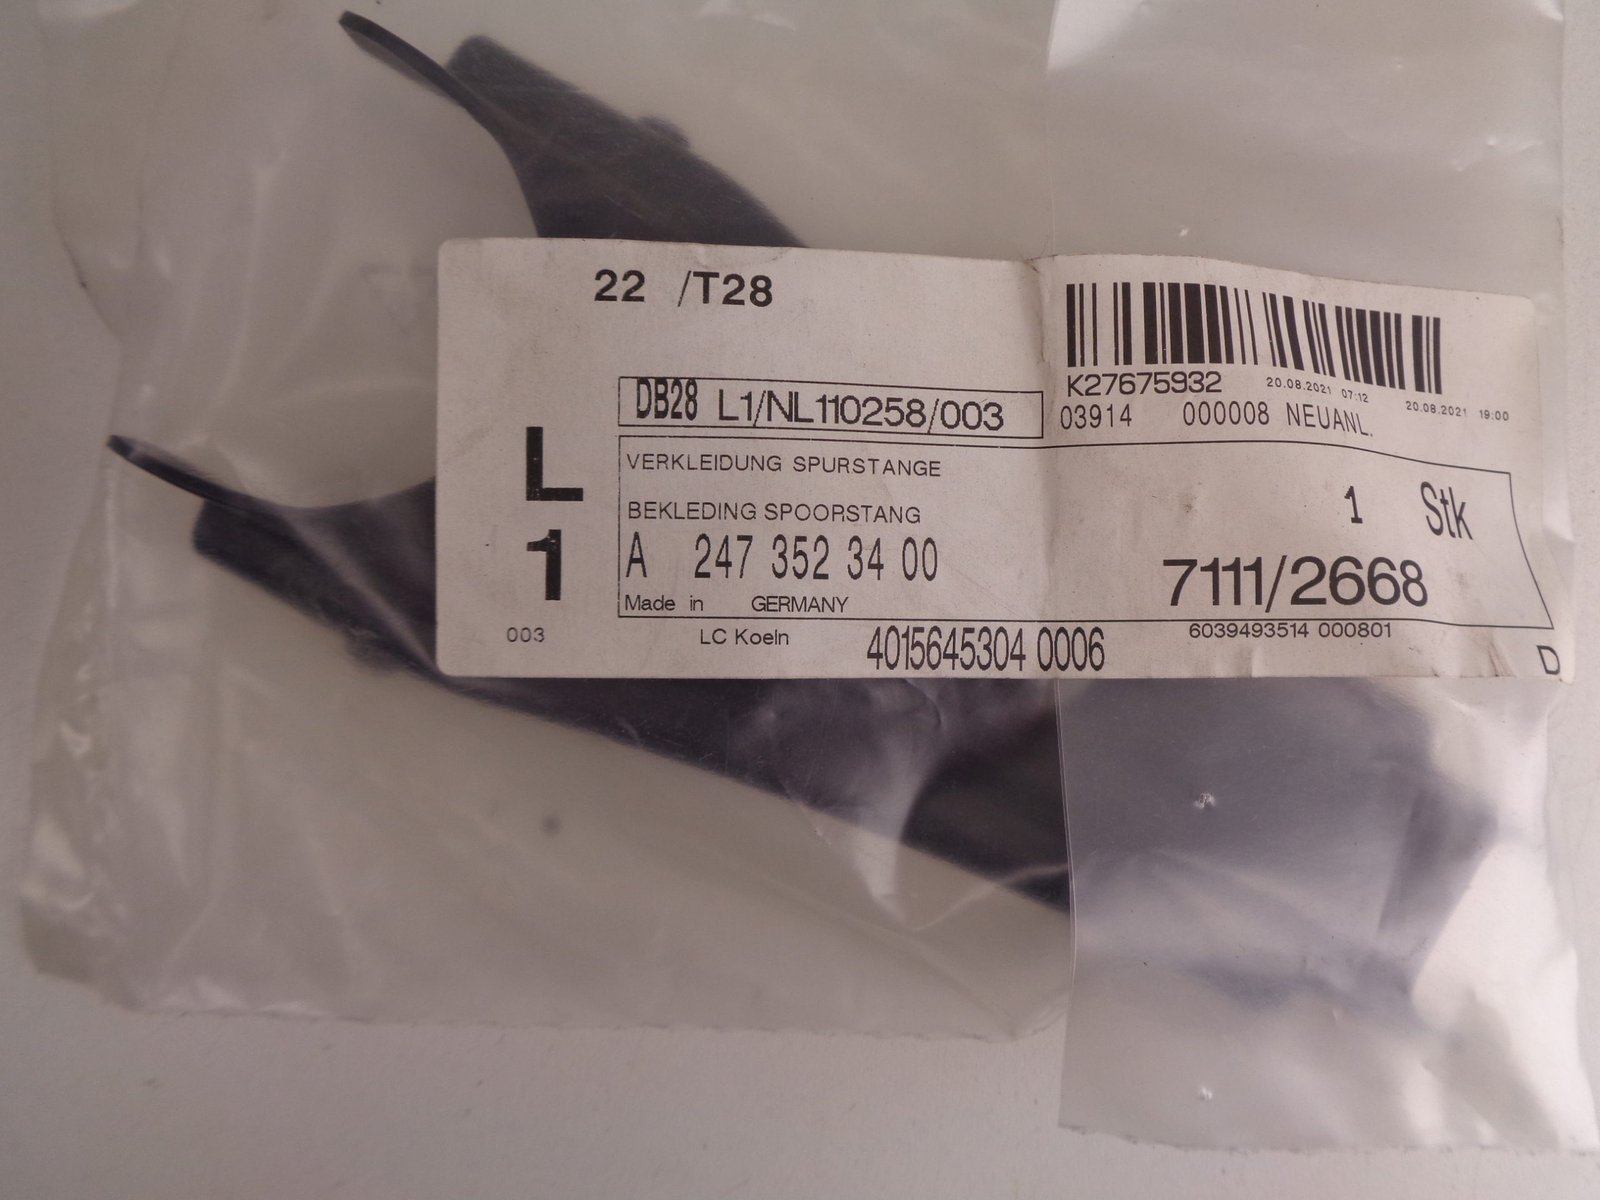 22 /T28
K27675932 20.08.2021 07:12 20.08.2021 19:00
03914 000008 NEUANL.
DB28 L1/NL110258/003
L
1
VERKLEIDUNG SPURSTANGE
BEKLEDING SPOORSTANG
1 Stk
A 247 352 34 00
7111/2668
Made in GERMANY
003
LC Koeln
4015645304 0006
6039493514 000801
D